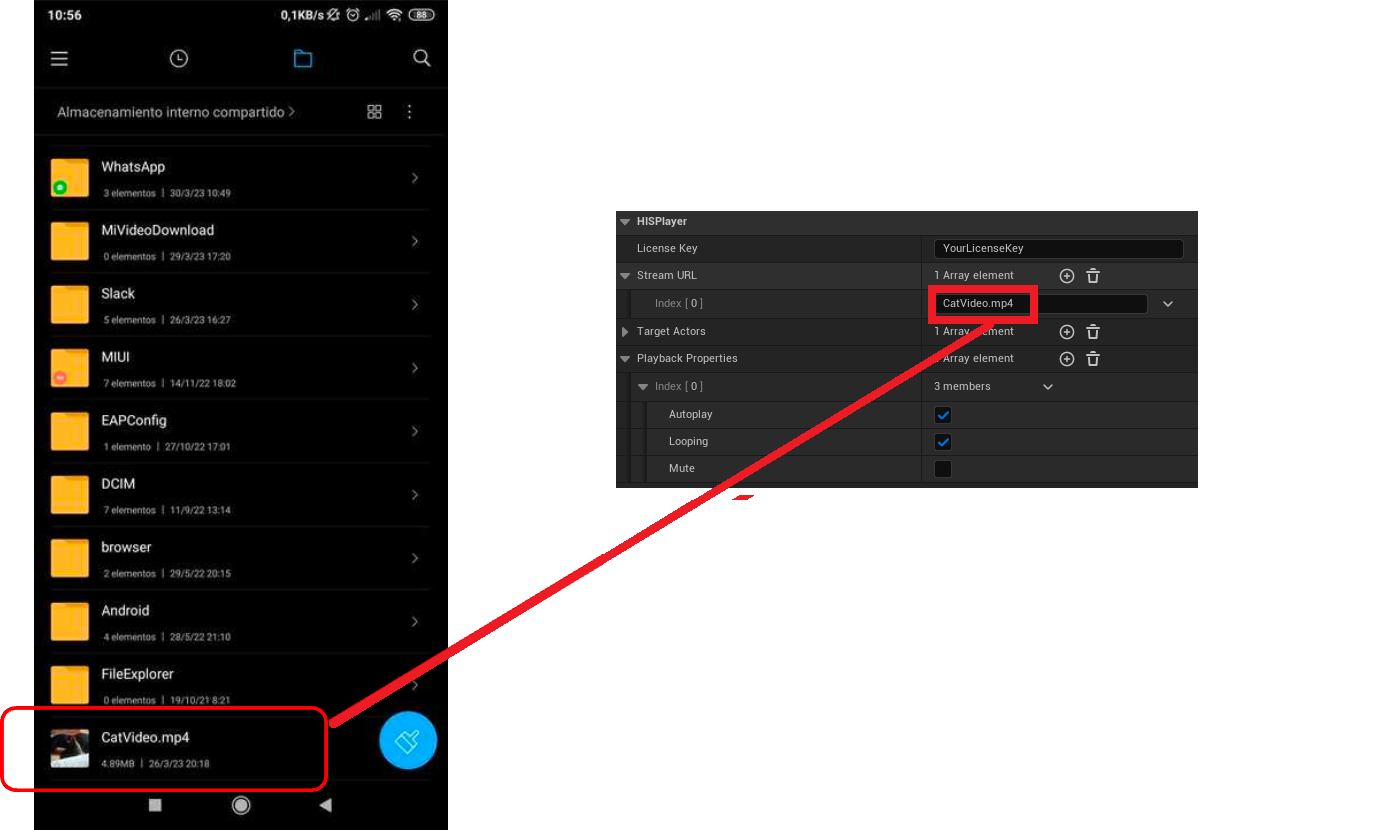 10:56
0,1KB/s
88
Almacenamiento interno compartido
WhatsApp
3 elementos | 30/3/23 10:49
MiVideoDownload
0 elementos | 29/3/23 17:20
Slack
5 elementos | 26/3/23 16:27
MIUI
7 elementos | 14/11/22 18:02
EAPConfig
1 elemento | 27/10/22 17:01
DCIM
7 elementos | 11/9/22 13:14
browser
2 elementos | 29/5/22 20:15
Android
4 elementos | 28/5/22 21:10
FileExplorer
0 elementos | 19/10/21 8:21
CatVideo.mp4
4.89MB | 26/3/23 20:18
HISPlayer
License Key
YourLicenseKey
Stream URL
1 Array element
Index [ 0 ]
CatVideo.mp4
Target Actors
1 Array element
Playback Properties
Array element
Index [ 0 ]
3 members
Autoplay
Looping
Mute